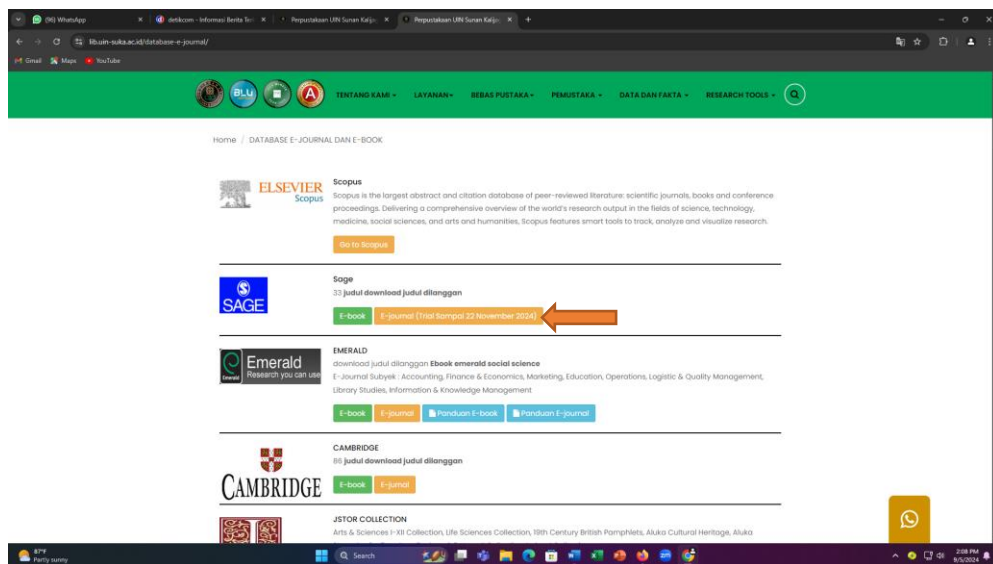 (96) WhatsApp
detikcom - Informasi Berita Ter
Perpustakaan UIN Sunan Kalija
Perpustakaan UIN Sunan Kalija
lib.uin-suka.ac.id/database-e-journal/
Gmail Maps YouTube
BLU A TENTANG KAMI LAYANAN BEBAS PUSTAKA PEMUSTAKA DATA DAN FAKTA RESEARCH TOOLS
Home / DATABASE E-JOURNAL DAN E-BOOK
ELSEVIER
Scopus
Scopus
Scopus is the largest abstract and citation database of peer-reviewed literature: scientific journals, books and conference
proceedings. Delivering a comprehensive overview of the world's research output in the fields of science, technology,
medicine, social sciences, and arts and humanities, Scopus features smart tools to track, analyze and visualize research.
Go to Scopus
S
SAGE
Sage
33 judul download judul dilanggan
E-book E-journal (Trial Sampai 22 November 2024)
Emerald
Research you can use
EMERALD
download judul dilanggan Ebook emerald social science
E-Journal Subyek : Accounting, Finance & Economics, Marketing, Education, Operations, Logistic & Quality Management,
Library Studies, Information & Knowledge Management
E-book E-journal Panduan E-book Panduan E-journal
CAMBRIDGE
CAMBRIDGE
86 judul download judul dilanggan
E-book E-jurnal
JSTOR COLLECTION
Arts & Sciences I-XII Collection, Life Sciences Collection, 19th Century British Pamphlets, Aluka Cultural Heritage, Aluka
87°F
Partly sunny
Search
2:08 PM
9/5/2024